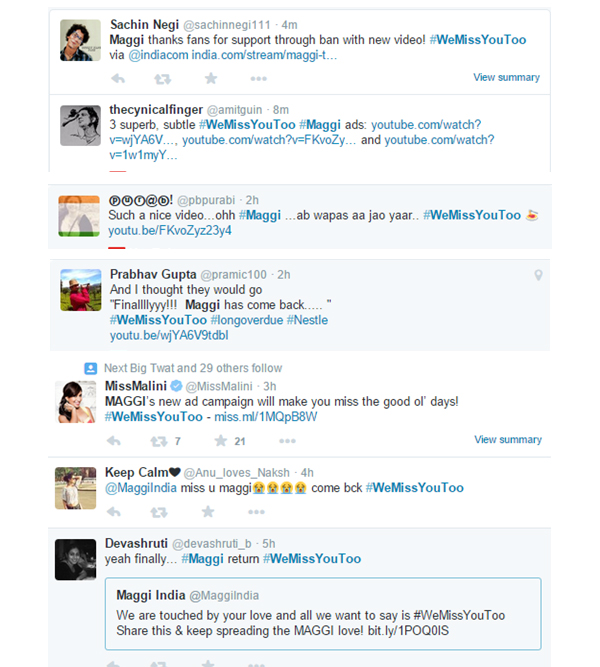 Sachin Negi @sachinnegi111 · 4m
Maggi thanks fans for support through ban with new video! #WeMissYouToo
via @indiacom india.com/stream/maggi-t…
View summary
thecynicalfinger @amitguin · 8m
3 superb, subtle #WeMissYouToo #Maggi ads: youtube.com/watch?
v=wjYA6V…, youtube.com/watch?v=FKvoZy… and youtube.com/watch?
v=1w1myY…
ⓟⓤⓡ@ⓑ! @pbpurabi · 2h
Such a nice video...ohh #Maggi ...ab wapas aa jao yaar.. #WeMissYouToo 🍜
youtu.be/FKvoZyz23y4
Prabhav Gupta @pramic100 · 2h
And I thought they would go
"Finallllyyy!!! Maggi has come back..... "
#WeMissYouToo #longoverdue #Nestle
youtu.be/wjYA6V9tdbI
Next Big Twat and 29 others follow
MissMalini @MissMalini · 3h
MAGGI's new ad campaign will make you miss the good ol' days!
#WeMissYouToo - miss.ml/1MQpB8W
7 21
View summary
Keep Calm🖤 @Anu_loves_Naksh · 4h
@MaggiIndia miss u maggi😭😭😭😭 come bck #WeMissYouToo
Devashruti @devashruti_b · 5h
yeah finally... #Maggi return #WeMissYouToo
Maggi India @MaggiIndia
We are touched by your love and all we want to say is #WeMissYouToo
Share this & keep spreading the MAGGI love! bit.ly/1POQ0IS